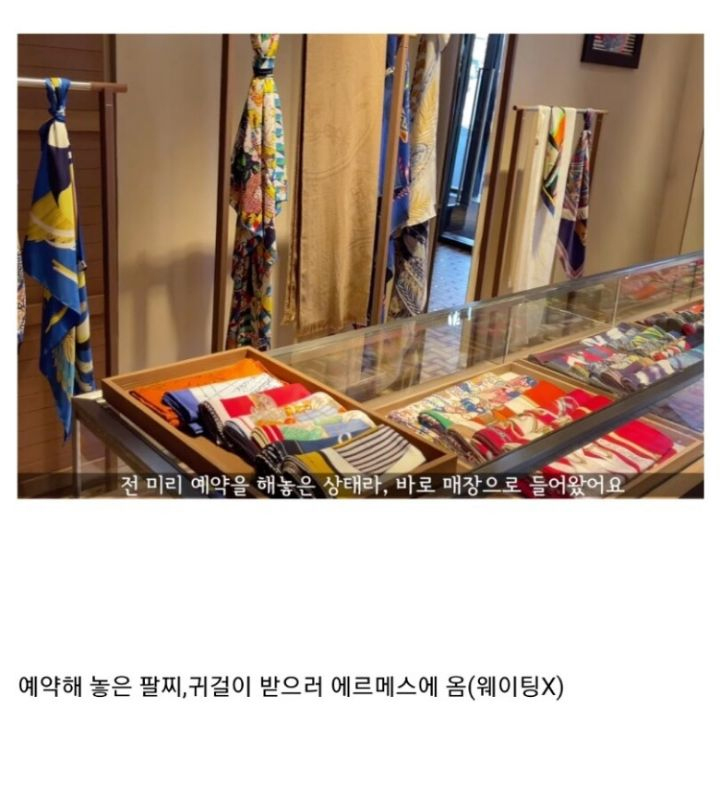 전 미리 예약을 해놓은 상태라, 바로 매장으로 들어왔어요
예약해 놓은 팔찌,귀걸이 받으러 에르메스에 옴(웨이팅X)